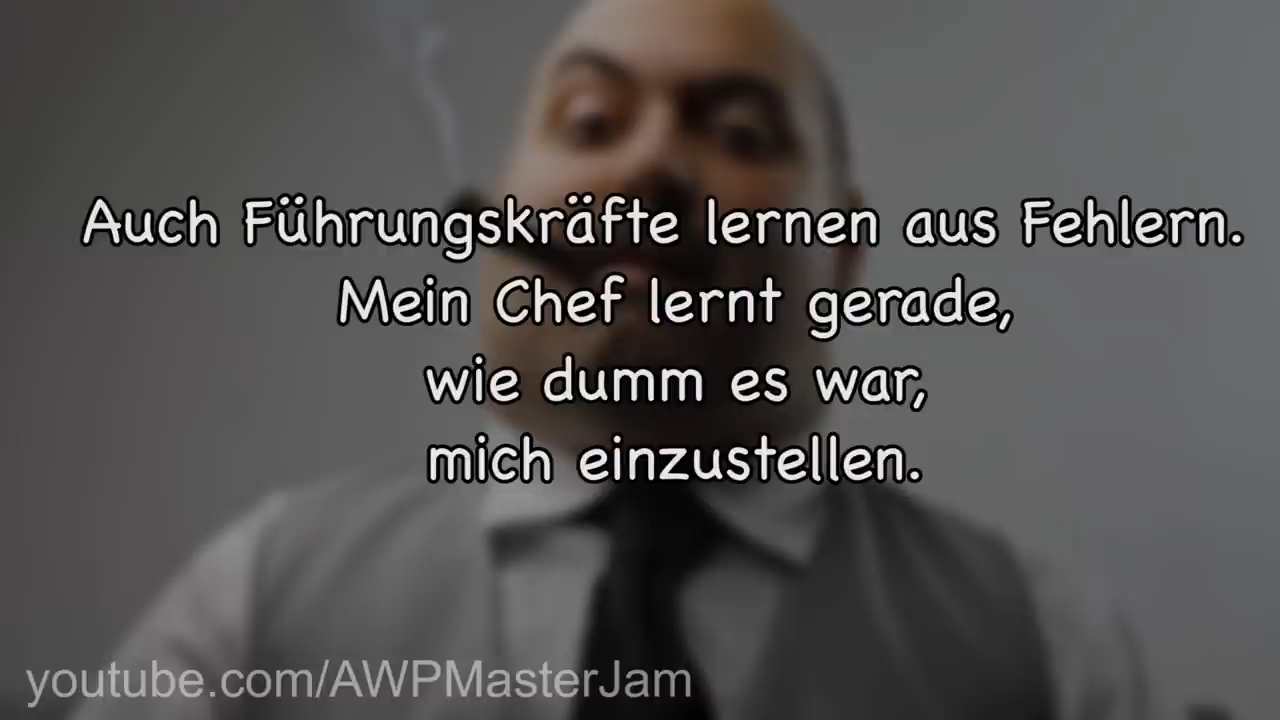 Auch Führungskräfte lernen aus Fehlern.
Mein Chef lernt gerade,
wie dumm es war,
mich einzustellen.
youtube.com/AWPMasterJam